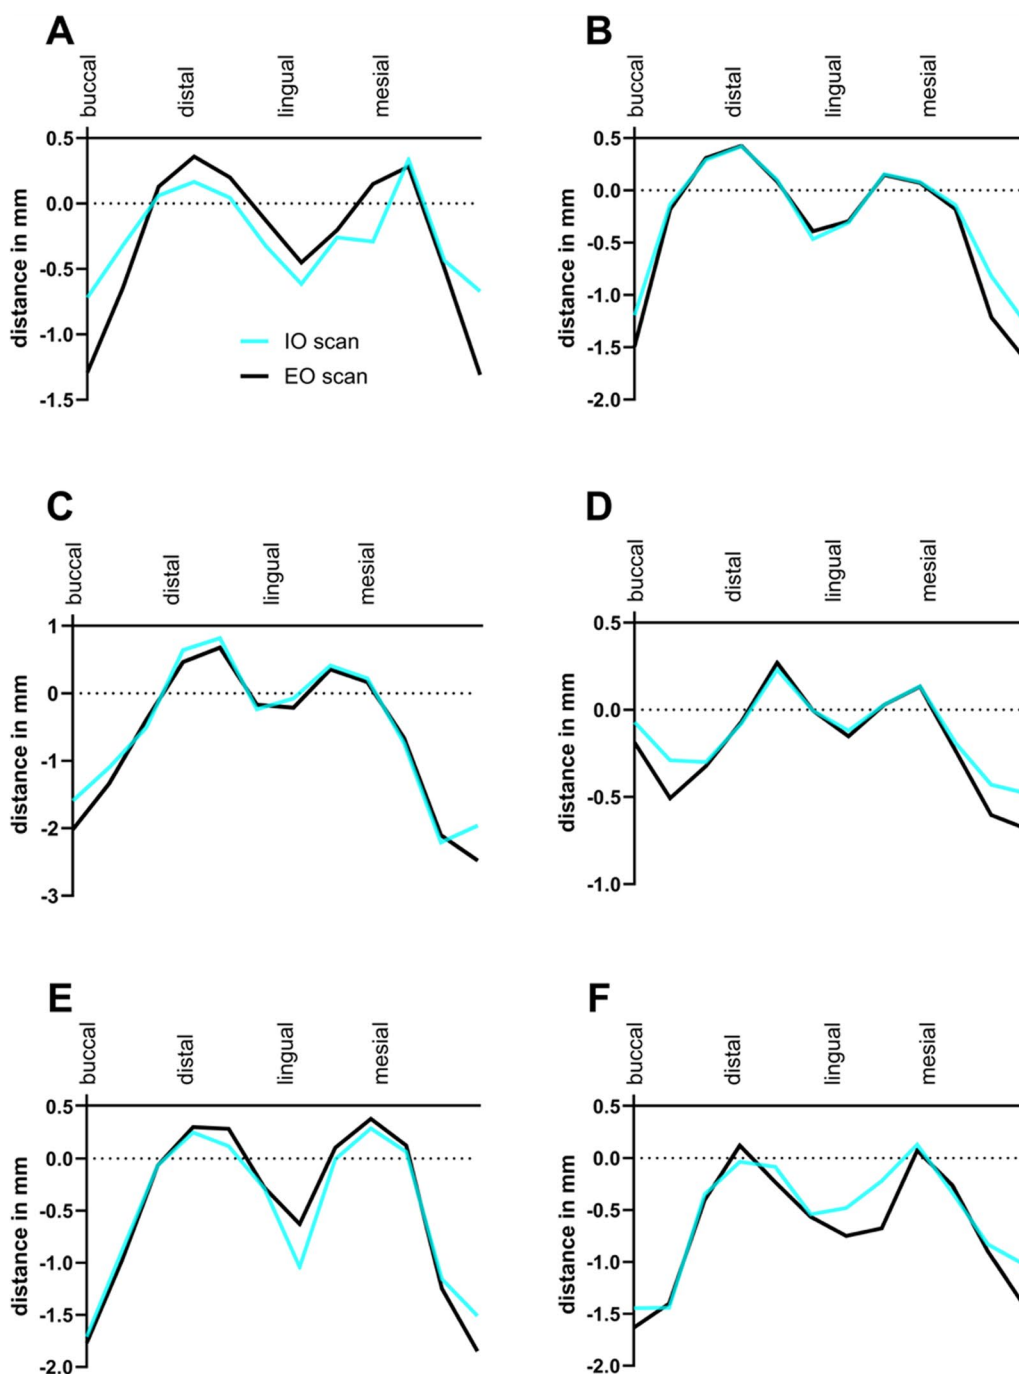 A
buccal
distal
lingual
mesial
distance in mm
0.5
0.0
-0.5
-1.0
-1.5
IO scan
EO scan
B
buccal
distal
lingual
mesial
distance in mm
0.5
0.0
-0.5
-1.0
-1.5
-2.0
C
buccal
distal
lingual
mesial
distance in mm
1
0
-1
-2
-3
D
buccal
distal
lingual
mesial
distance in mm
0.5
0.0
-0.5
-1.0
E
buccal
distal
lingual
mesial
distance in mm
0.5
0.0
-0.5
-1.0
-1.5
-2.0
F
buccal
distal
lingual
mesial
distance in mm
0.5
0.0
-0.5
-1.0
-1.5
-2.0